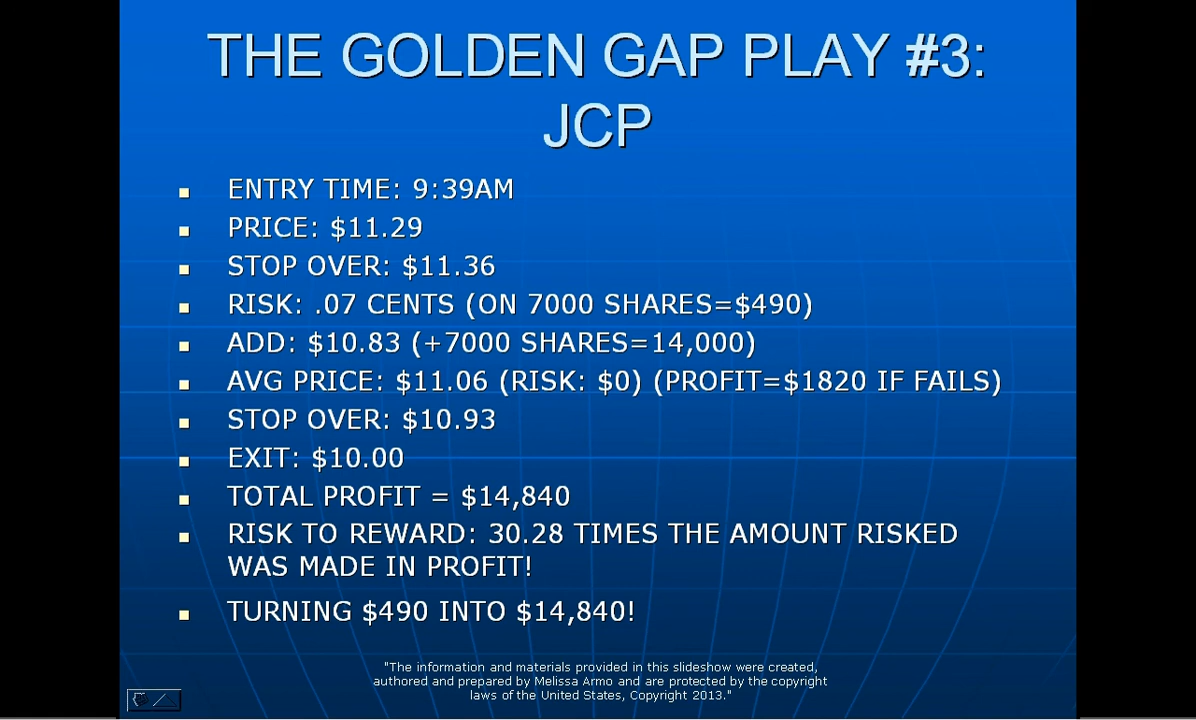 THE GOLDEN GAP PLAY #3:
JCP
ENTRY TIME: 9:39AM
PRICE: $11.29
STOP OVER: $11.36
RISK: .07 CENTS (ON 7000 SHARES=$490)
ADD: $10.83 (+7000 SHARES=14,000)
AVG PRICE: $11.06 (RISK: $0) (PROFIT=$1820 IF FAILS)
STOP OVER: $10.93
EXIT: $10.00
TOTAL PROFIT = $14,840
RISK TO REWARD: 30.28 TIMES THE AMOUNT RISKED
WAS MADE IN PROFIT!
TURNING $490 INTO $14,840!
"The information and materials provided in this slideshow were created,
authored and prepared by Melissa Armo and are protected by the copyright
laws of the United States, Copyright 2013."